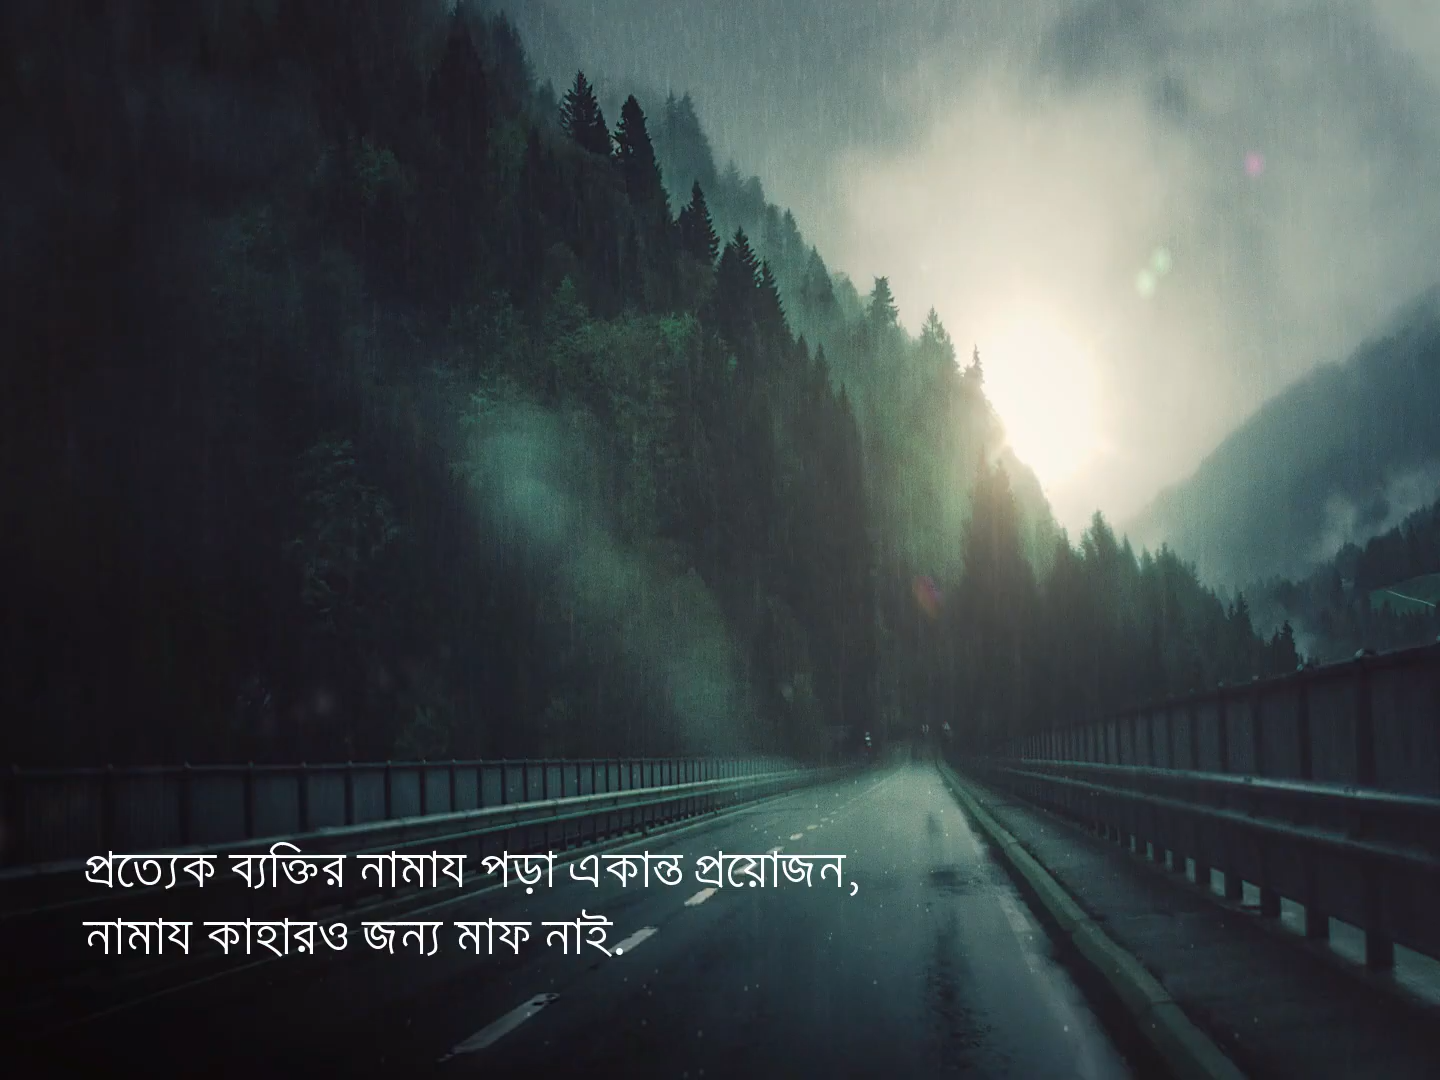 প্রত্যেক ব্যক্তির নামায পড়া একান্ত প্রয়োজন,
নামায কাহারও জন্য মাফ নাই.